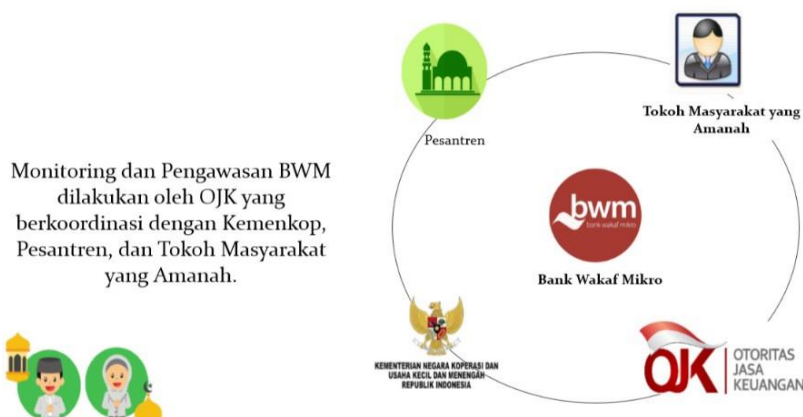 Monitoring dan Pengawasan BWM
dilakukan oleh OJK yang
berkoordinasi dengan Kemenkop,
Pesantren, dan Tokoh Masyarakat
yang Amanah.
Pesantren
Tokoh Masyarakat yang
Amanah
bwm
bank wakaf mikro
Bank Wakaf Mikro
KEMENTERIAN NEGARA KOPERASI DAN
USAHA KECIL DAN MENENGAH
REPUBLIK INDONESIA
OJK
OTORITAS
JASA
KEUANGAN